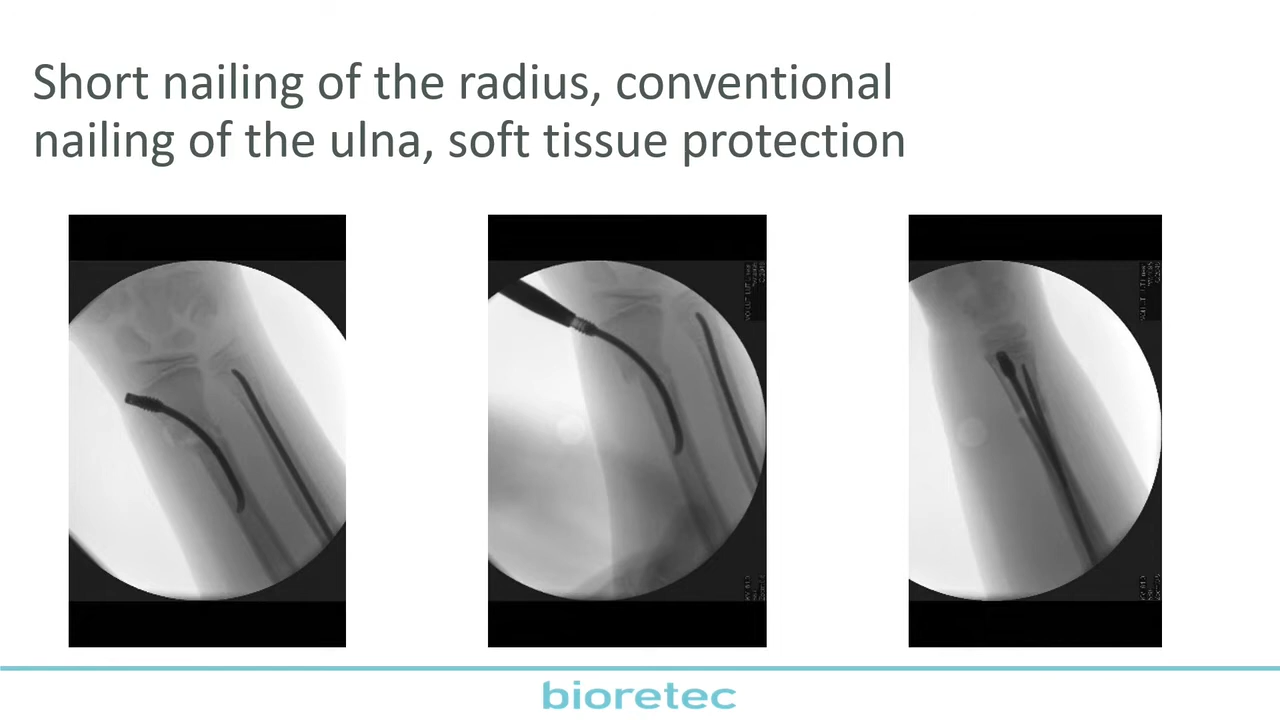 Short nailing of the radius, conventional
nailing of the ulna, soft tissue protection
bioretec